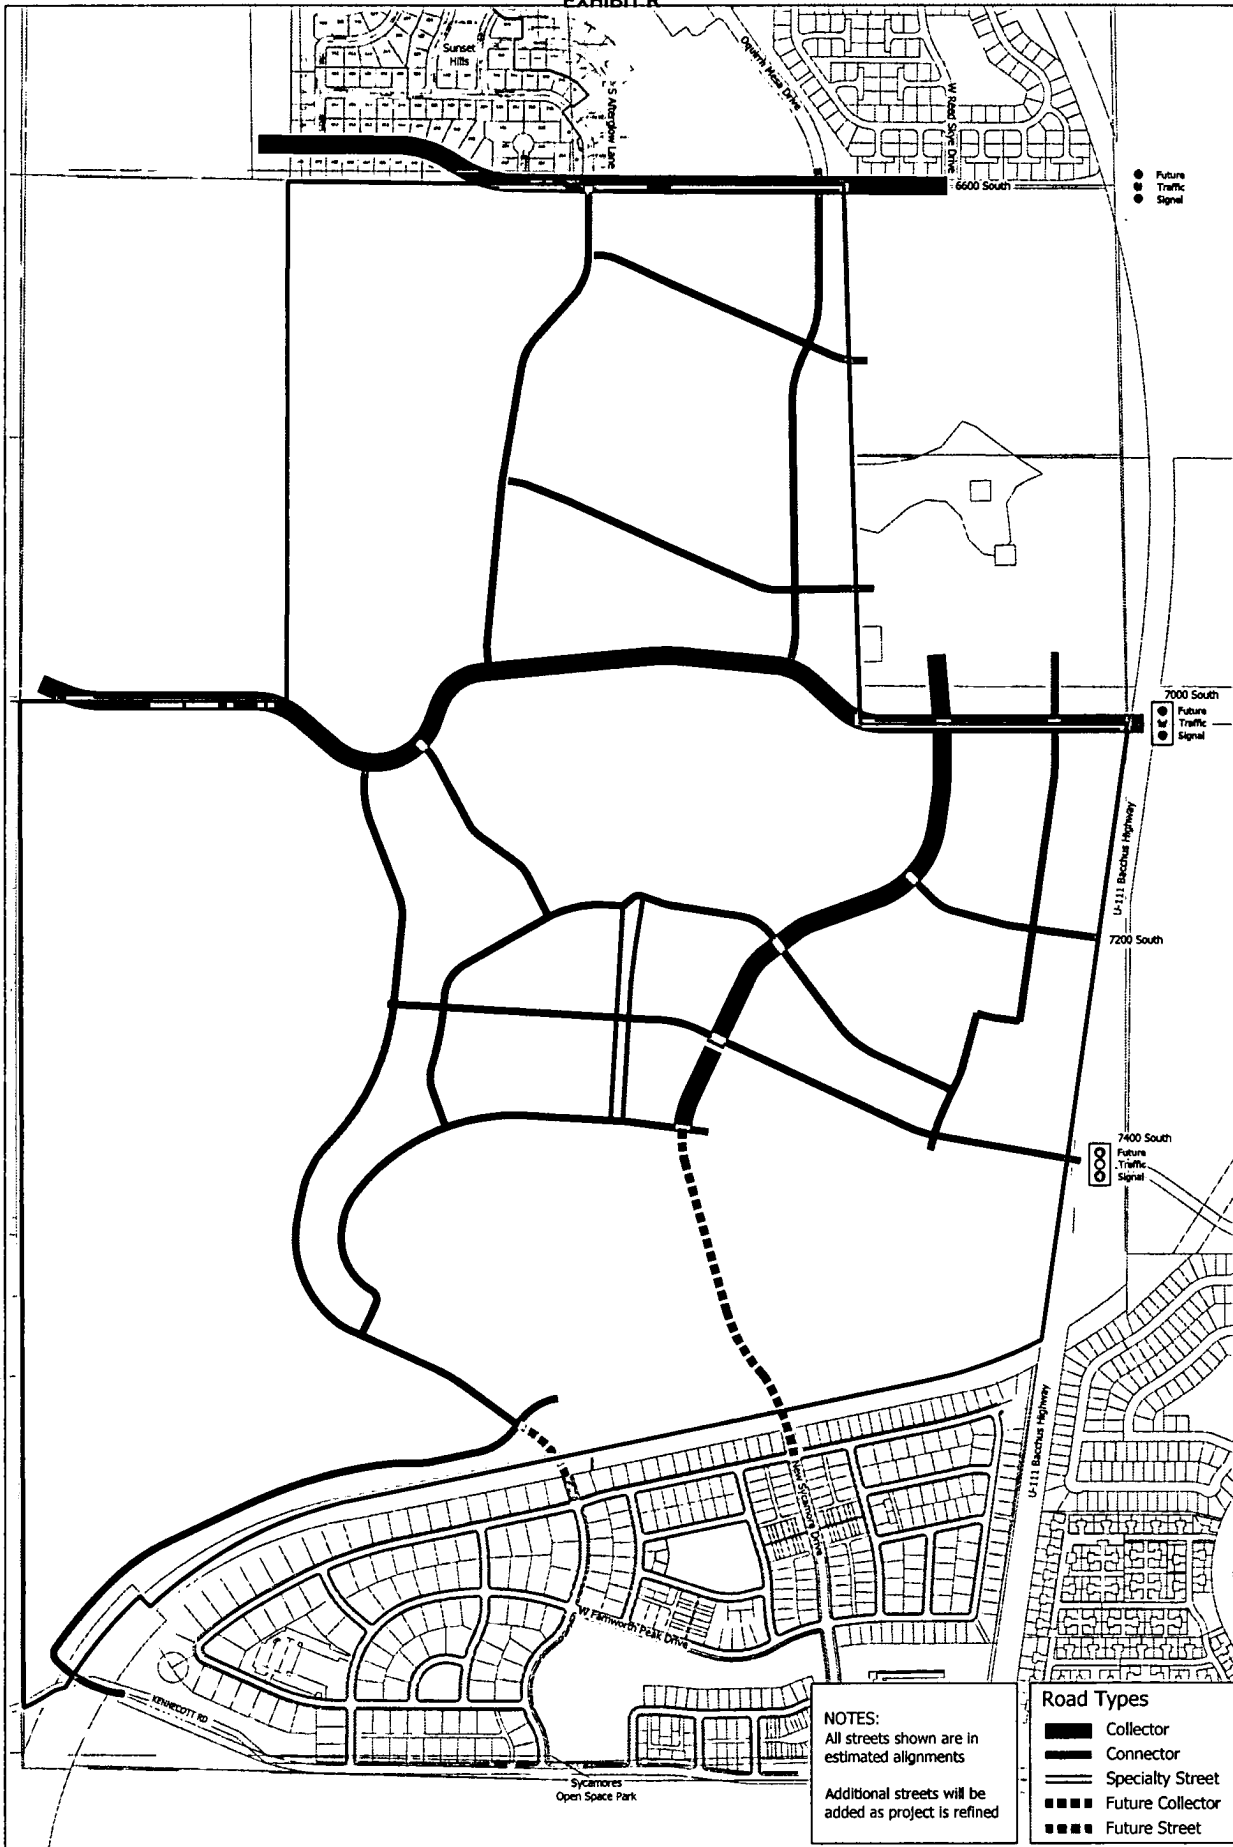 EXHIBIT R
Sunset
Hills
S Afterglow Lane
Oquirrh Mesa Drive
W Red Skye Drive
6600 South
Future
Traffic
Signal
7000 South
Future
Traffic
Signal
U-111 Bacchus Highway
7200 South
7400 South
Future
Traffic
Signal
U-111 Bacchus Highway
New Sycamore Drive
W Farnworth Peak Drive
KENNECOTT RD
Sycamores
Open Space Park
NOTES:
All streets shown are in
estimated alignments
Additional streets will be
added as project is refined
Road Types
Collector
Connector
Specialty Street
Future Collector
Future Street